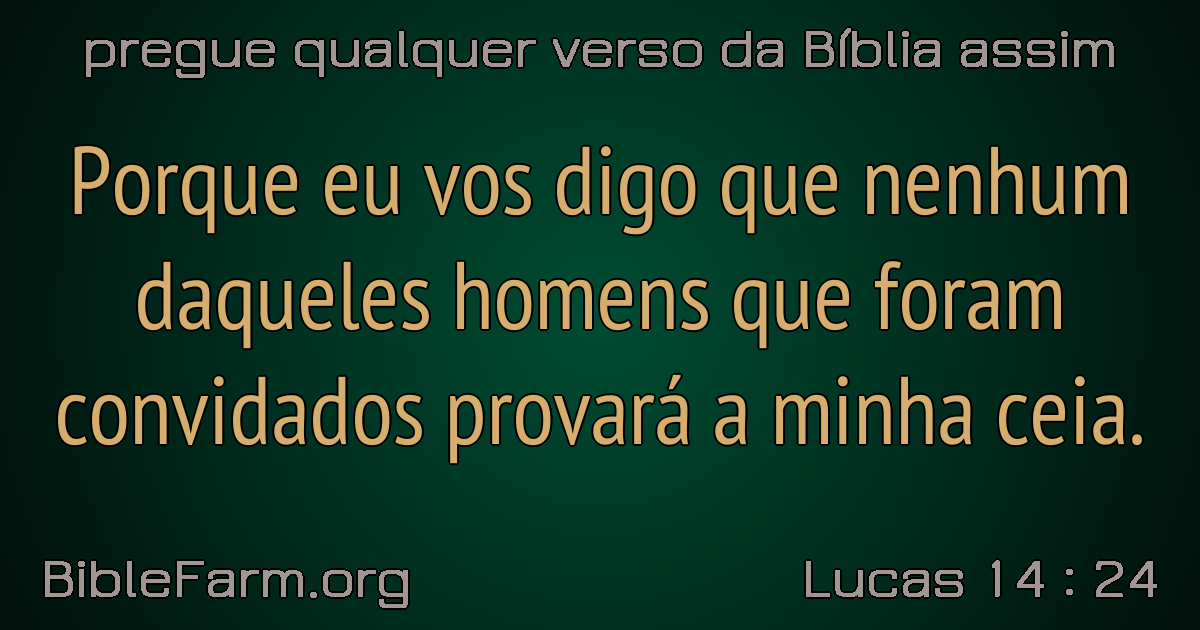 pregue qualquer verso da Bíblia assim
Porque eu vos digo que nenhum
daqueles homens que foram
convidados provará a minha ceia.
BibleFarm.org
Lucas 14 : 24